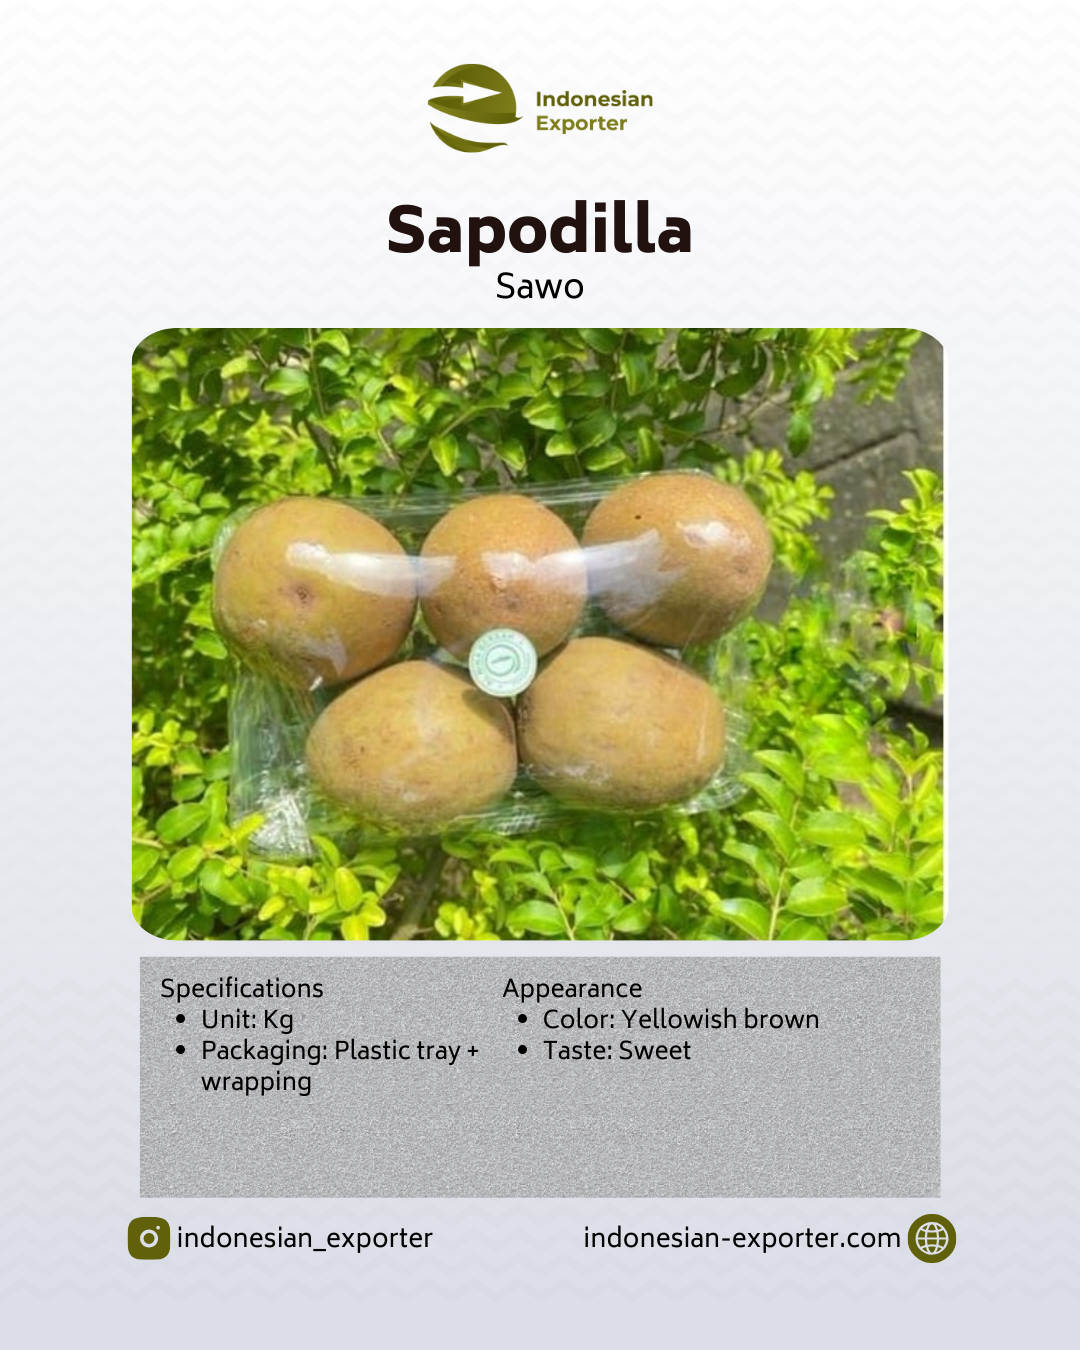 Indonesian
Exporter
Sapodilla
Sawo
Specifications
• Unit: Kg
• Packaging: Plastic tray +
wrapping
Appearance
• Color: Yellowish brown
• Taste: Sweet
indonesian_exporter
indonesian-exporter.com